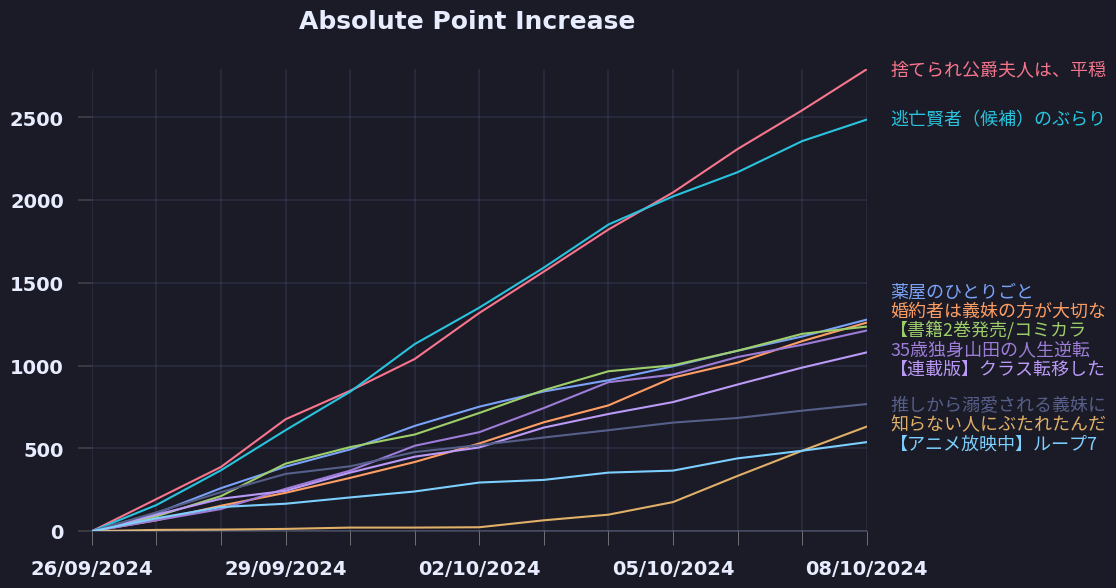 Absolute Point Increase
2500
2000
1500
1000
500
0
26/09/2024
29/09/2024
02/10/2024
05/10/2024
08/10/2024
捨てられ公爵夫人は、平穏
逃亡賢者（候補）のぶらり
薬屋のひとりごと
婚約者は義妹の方が大切な
【書籍2巻発売/コミカラ
35歳独身山田の人生逆転
【連載版】クラス転移した
推しから溺愛される義妹に
知らない人にぶたれたんだ
【アニメ放映中】ループ7